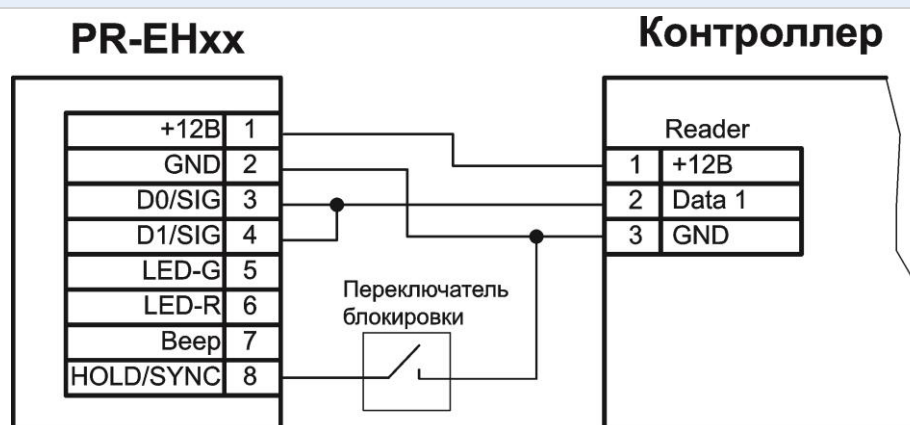 PR-EHxx
Контроллер
+12В 1
GND 2
D0/SIG 3
D1/SIG 4
LED-G 5
LED-R 6
Beep 7
HOLD/SYNC 8
Переключатель
блокировки
Reader
1 +12В
2 Data 1
3 GND